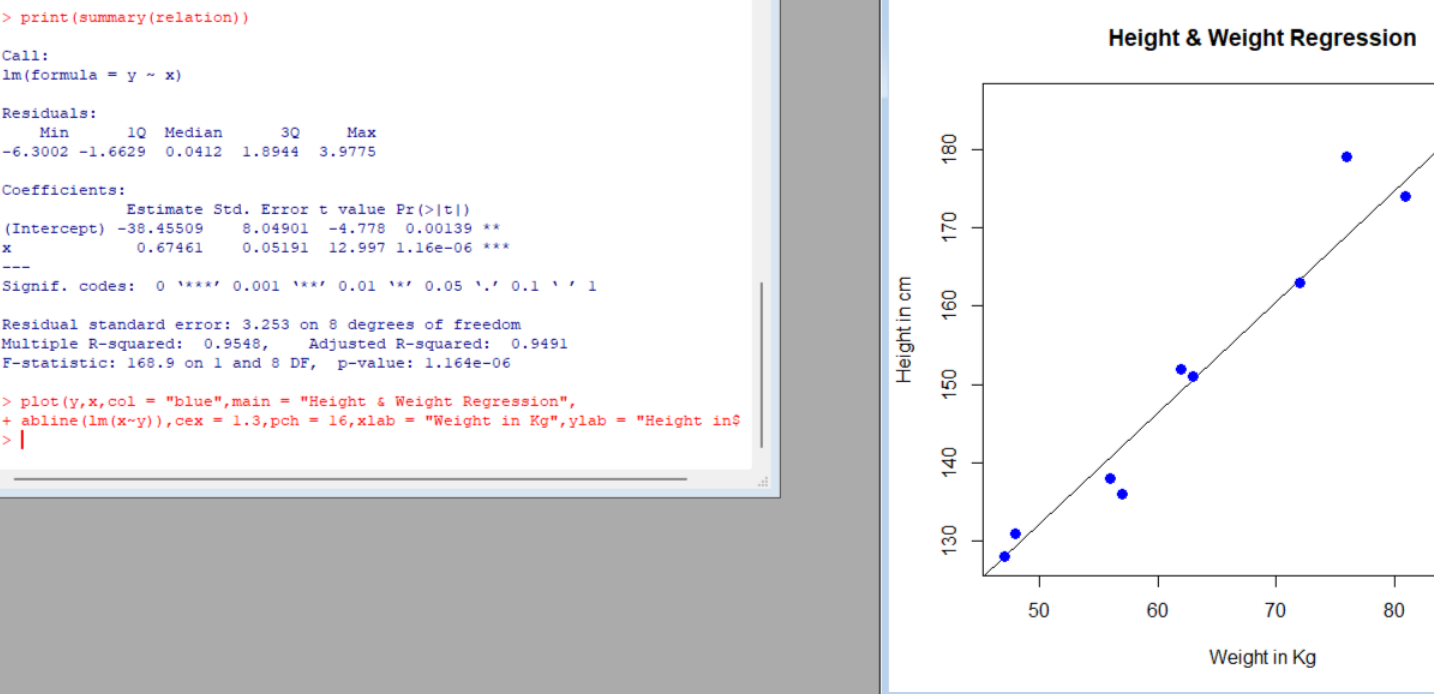 > print(summary(relation))
Call:
lm(formula = y ~ x)
Residuals:
    Min      1Q  Median      3Q     Max
-6.3002 -1.6629  0.0412  1.8944  3.9775
Coefficients:
             Estimate Std. Error t value Pr(>|t|)
(Intercept) -38.45509    8.04901  -4.778  0.00139 **
x             0.67461    0.05191  12.997 1.16e-06 ***
---
Signif. codes:  0 ‘***’ 0.001 ‘**’ 0.01 ‘*’ 0.05 ‘.’ 0.1 ‘ ’ 1
Residual standard error: 3.253 on 8 degrees of freedom
Multiple R-squared:  0.9548,    Adjusted R-squared:  0.9491
F-statistic: 168.9 on 1 and 8 DF,  p-value: 1.164e-06
> plot(y,x,col = "blue",main = "Height & Weight Regression",
+ abline(lm(x~y)),cex = 1.3,pch = 16,xlab = "Weight in Kg",ylab = "Height in$
>
Height & Weight Regression
Height in cm
180
170
160
150
140
130
50 60 70 80
Weight in Kg